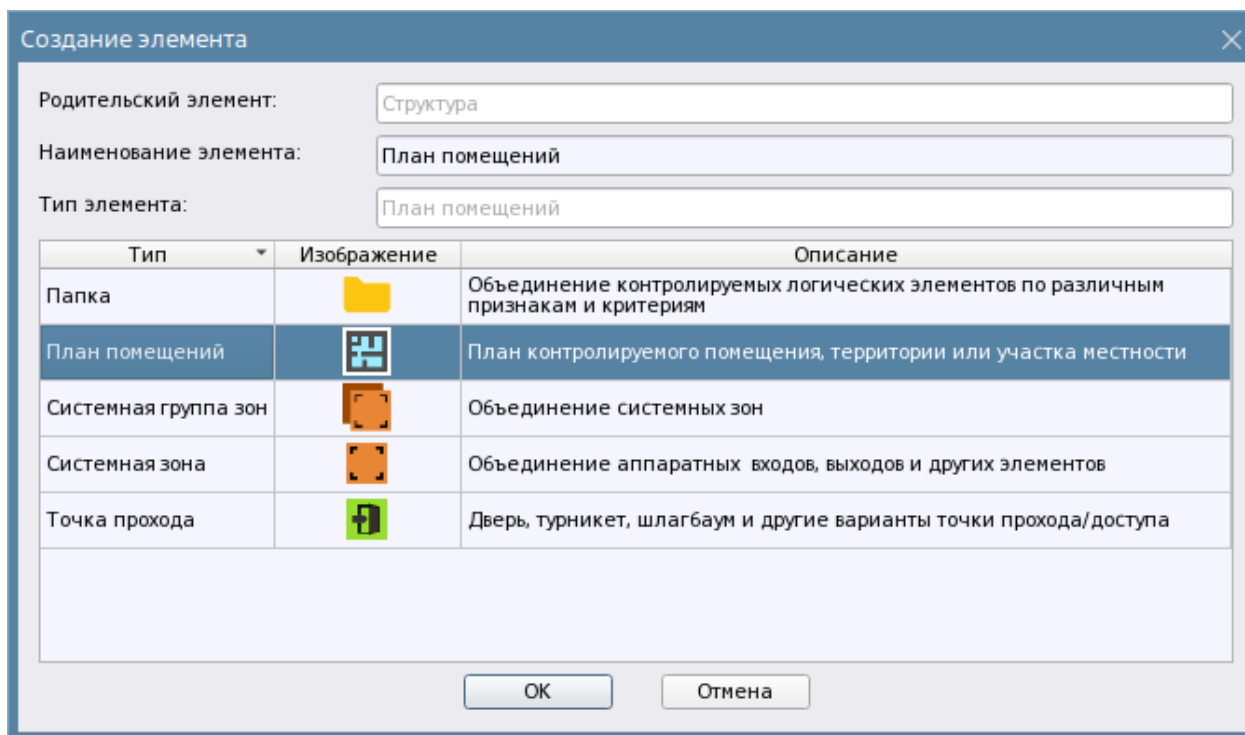 Создание элемента
Родительский элемент: Структура
Наименование элемента: План помещений
Тип элемента: План помещений
Тип Изображение Описание
Папка Объединение контролируемых логических элементов по различным
признакам и критериям
План помещений План контролируемого помещения, территории или участка местности
Системная группа зон Объединение системных зон
Системная зона Объединение аппаратных входов, выходов и других элементов
Точка прохода Дверь, турникет, шлагбаум и другие варианты точки прохода/доступа
OK Отмена